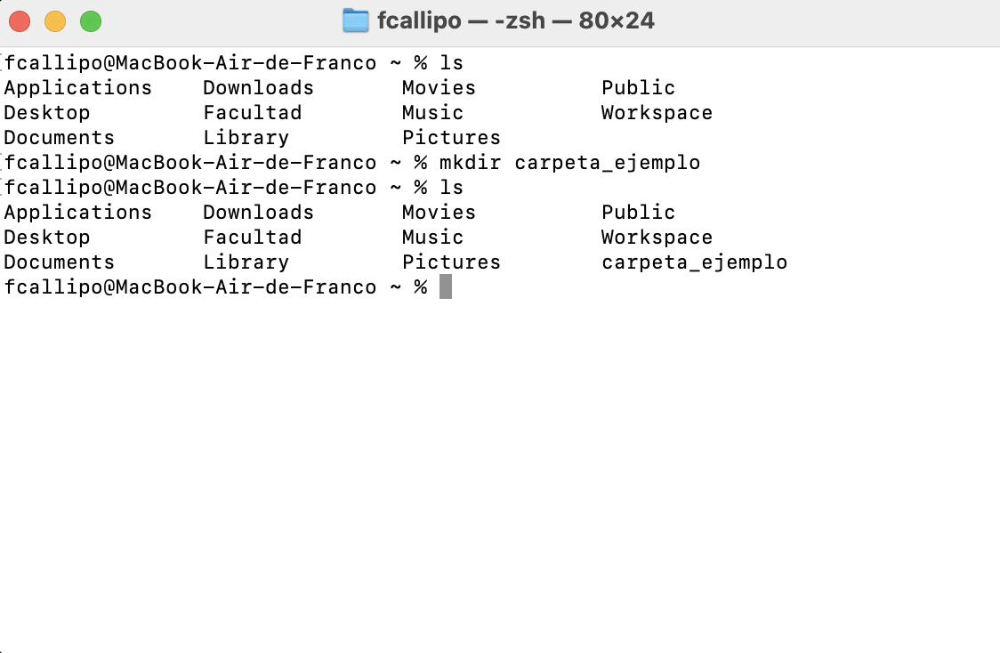 fcallipo — -zsh — 80×24
fcallipo@MacBook-Air-de-Franco ~ % ls
Applications    Downloads       Movies          Public
Desktop         Facultad        Music           Workspace
Documents       Library         Pictures
fcallipo@MacBook-Air-de-Franco ~ % mkdir carpeta_ejemplo
fcallipo@MacBook-Air-de-Franco ~ % ls
Applications    Downloads       Movies          Public
Desktop         Facultad        Music           Workspace
Documents       Library         Pictures        carpeta_ejemplo
fcallipo@MacBook-Air-de-Franco ~ %